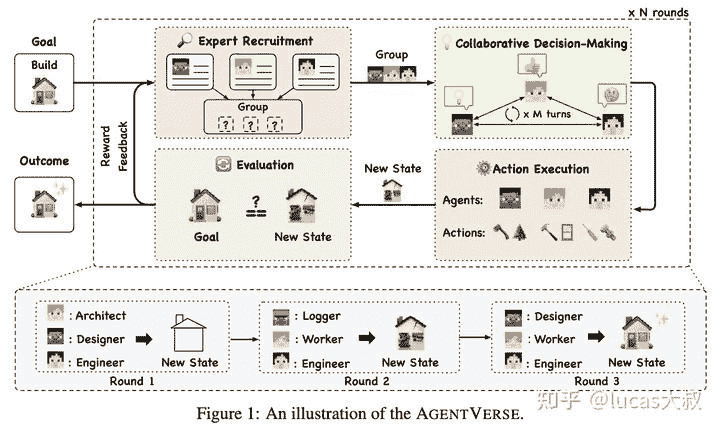 x N rounds
Goal
Build
Expert Recruitment
Group
? ? ?
Group
Collaborative Decision-Making
x M turns
Outcome
Reward
Feedback
Evaluation
?
==
Goal
New State
New State
Action Execution
Agents:
Actions:
: Architect
: Designer
: Engineer
New State
Round 1
: Logger
: Worker
: Engineer
New State
Round 2
: Designer
: Worker
: Engineer
New State
Round 3
Figure 1: An illustration of the AGENTVERSE.
知乎 @lucas大叔